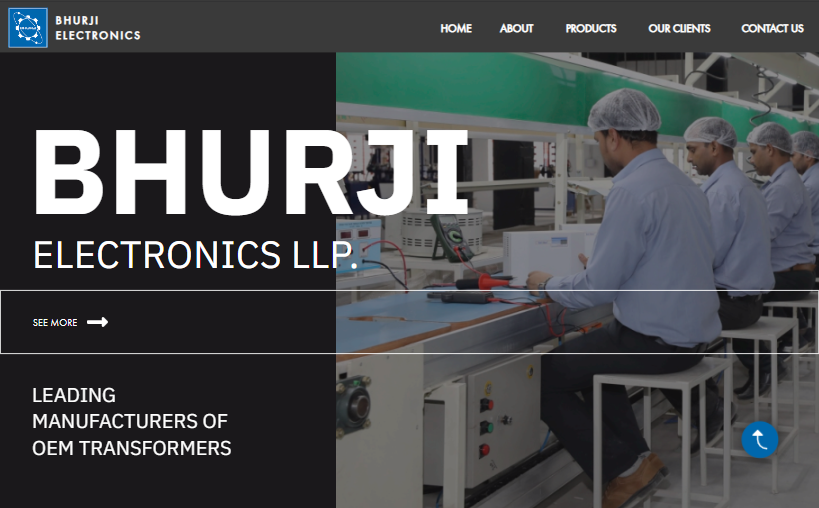 BHURJI
ELECTRONICS
HOME ABOUT PRODUCTS OUR CLIENTS CONTACT US
BHURJI
ELECTRONICS LLP.
SEE MORE
LEADING
MANUFACTURERS OF
OEM TRANSFORMERS